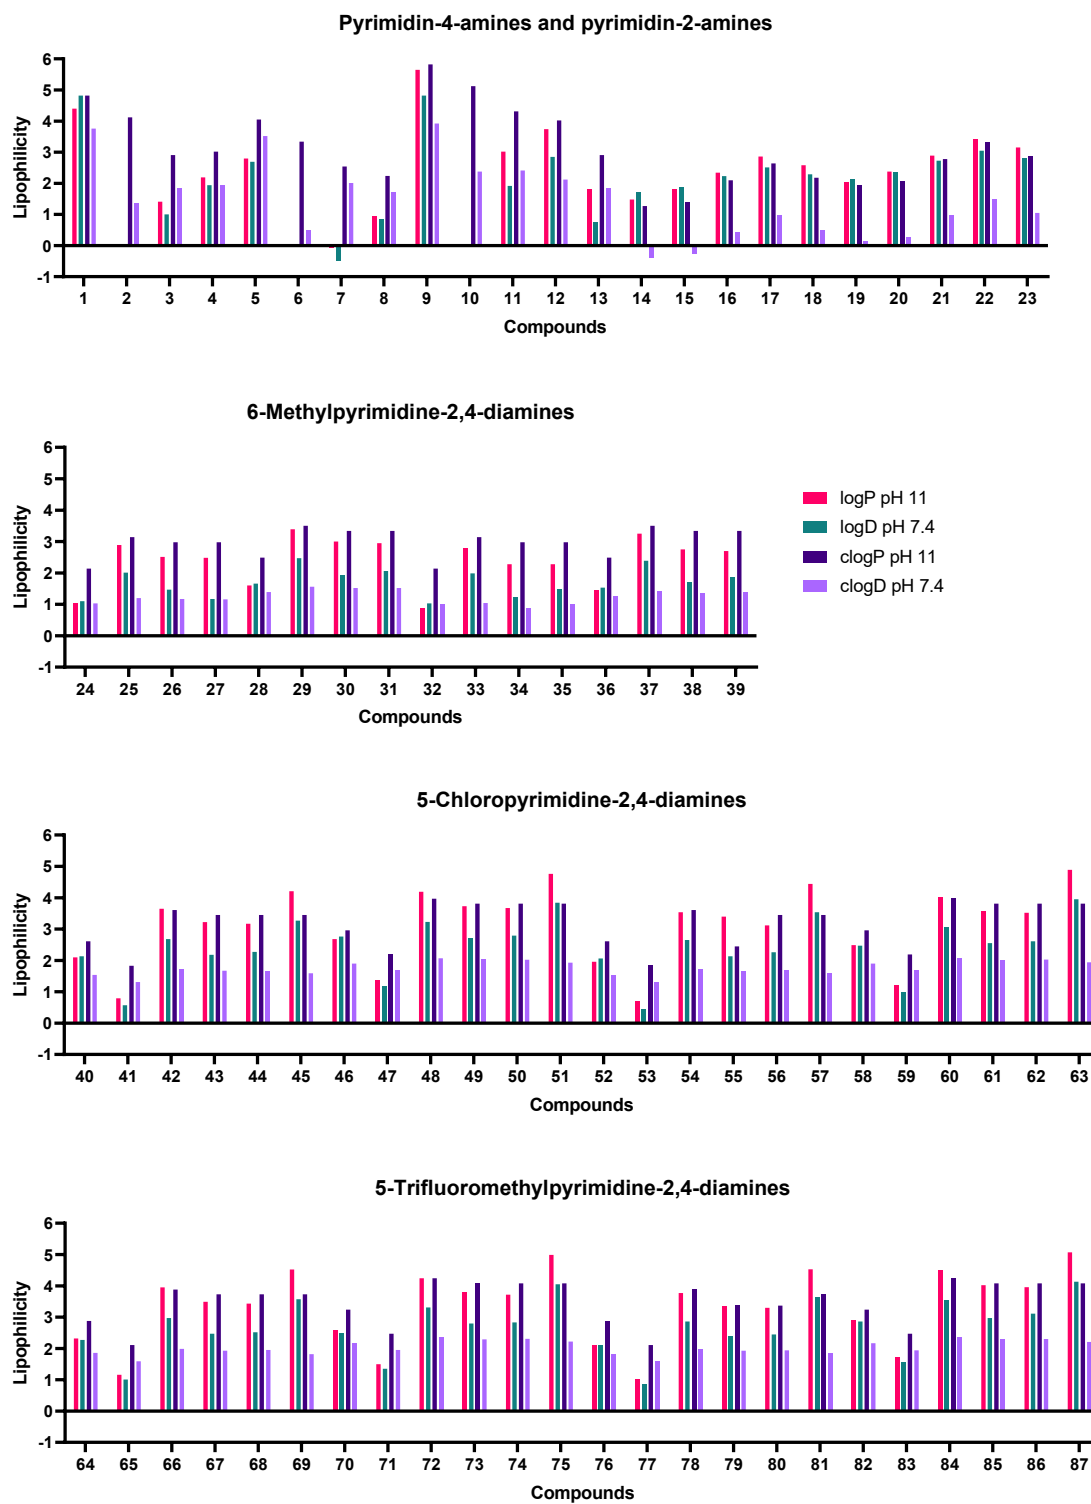 Pyrimidin-4-amines and pyrimidin-2-amines
6
5
4
3
2
1
0
-1
Lipophilicity
1 2 3 4 5 6 7 8 9 10 11 12 13 14 15 16 17 18 19 20 21 22 23
Compounds
6-Methylpyrimidine-2,4-diamines
6
5
4
3
2
1
0
-1
Lipophilicity
24 25 26 27 28 29 30 31 32 33 34 35 36 37 38 39
Compounds
logP pH 11
logD pH 7.4
clogP pH 11
clogD pH 7.4
5-Chloropyrimidine-2,4-diamines
6
5
4
3
2
1
0
-1
Lipophilicity
40 41 42 43 44 45 46 47 48 49 50 51 52 53 54 55 56 57 58 59 60 61 62 63
Compounds
5-Trifluoromethylpyrimidine-2,4-diamines
6
5
4
3
2
1
0
-1
Lipophilicity
64 65 66 67 68 69 70 71 72 73 74 75 76 77 78 79 80 81 82 83 84 85 86 87
Compounds